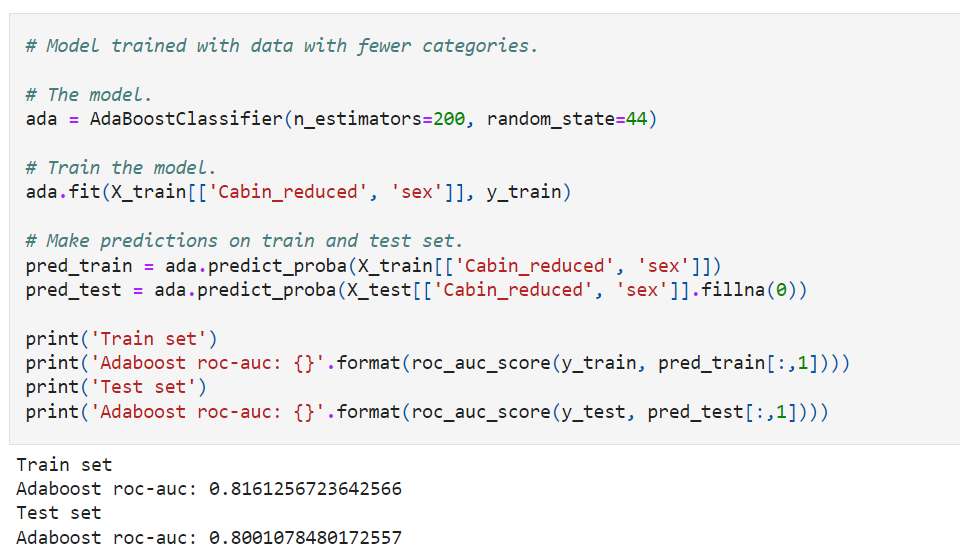 # Model trained with data with fewer categories.
# The model.
ada = AdaBoostClassifier(n_estimators=200, random_state=44)
# Train the model.
ada.fit(X_train[['Cabin_reduced', 'sex']], y_train)
# Make predictions on train and test set.
pred_train = ada.predict_proba(X_train[['Cabin_reduced', 'sex']])
pred_test = ada.predict_proba(X_test[['Cabin_reduced', 'sex']].fillna(0))
print('Train set')
print('Adaboost roc-auc: {}'.format(roc_auc_score(y_train, pred_train[:,1])))
print('Test set')
print('Adaboost roc-auc: {}'.format(roc_auc_score(y_test, pred_test[:,1])))
Train set
Adaboost roc-auc: 0.8161256723642566
Test set
Adaboost roc-auc: 0.8001078480172557